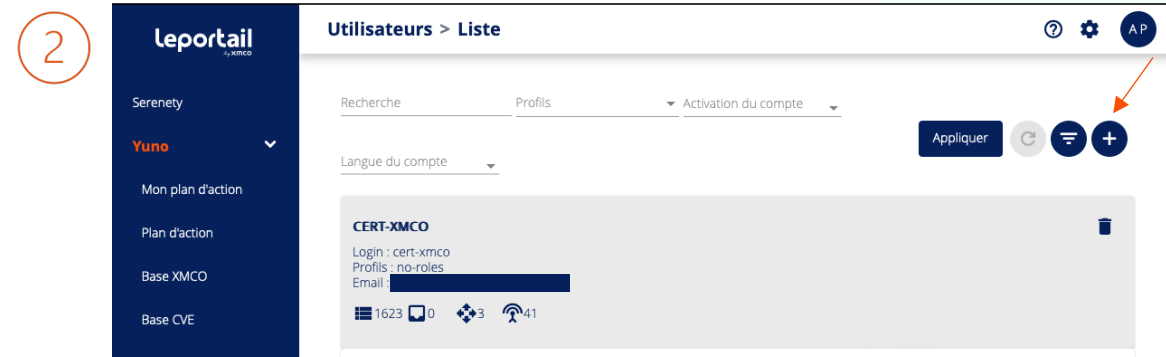 2
leportail
by xmco
Utilisateurs > Liste
AP
Serenety
Yuno
Mon plan d'action
Plan d'action
Base XMCO
Base CVE
Recherche
Profils
Activation du compte
Appliquer
Langue du compte
CERT-XMCO
Login : cert-xmco
Profils : no-roles
Email :
1623 0 3 41